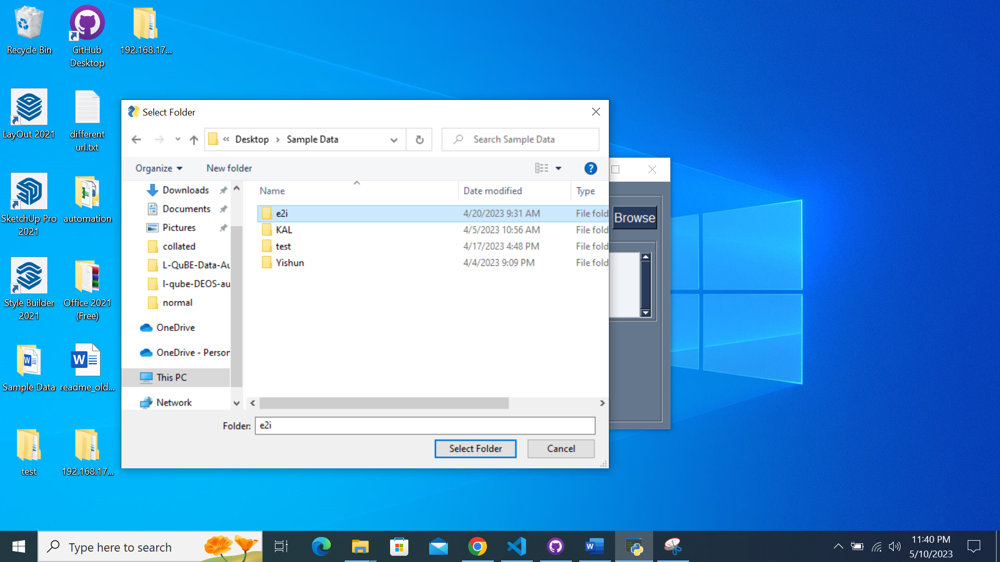 Recycle Bin
GitHub
Desktop
192.168.17...
LayOut 2021
different
url.txt
SketchUp Pro
2021
automation
Style Builder
2021
Office 2021
(Free)
Sample Data
readme_old...
test
192.168.17...
Select Folder
Desktop
Sample Data
Search Sample Data
Organize
New folder
?
Downloads
Documents
Pictures
collated
L-QuBE-Data-Au
l-qube-DEOS-au
normal
OneDrive
OneDrive - Person
This PC
Network
Name
Date modified
Type
e2i
4/20/2023 9:31 AM
File fold
KAL
4/5/2023 10:56 AM
File fold
test
4/17/2023 4:48 PM
File fold
Yishun
4/4/2023 9:09 PM
File fold
Folder:
e2i
Select Folder
Cancel
Browse
Type here to search
11:40 PM
5/10/2023